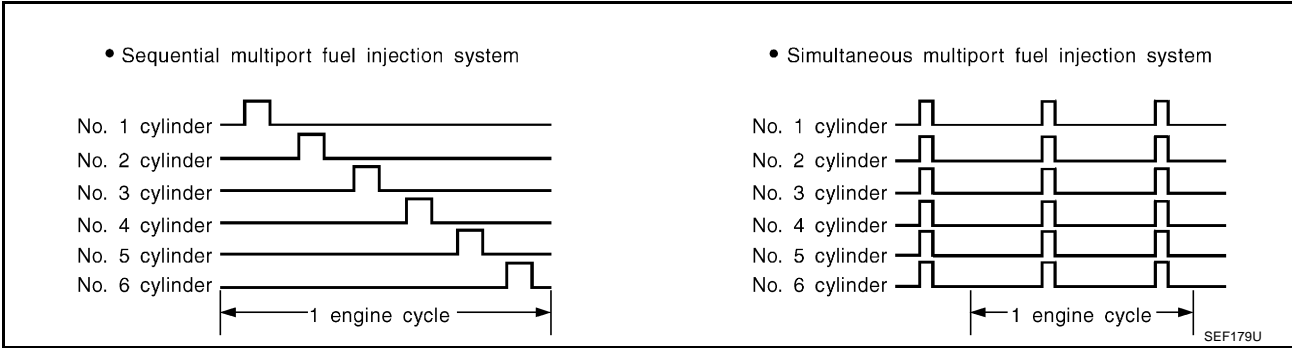 • Sequential multiport fuel injection system
No. 1 cylinder
No. 2 cylinder
No. 3 cylinder
No. 4 cylinder
No. 5 cylinder
No. 6 cylinder
1 engine cycle
• Simultaneous multiport fuel injection system
No. 1 cylinder
No. 2 cylinder
No. 3 cylinder
No. 4 cylinder
No. 5 cylinder
No. 6 cylinder
1 engine cycle
SEF179U